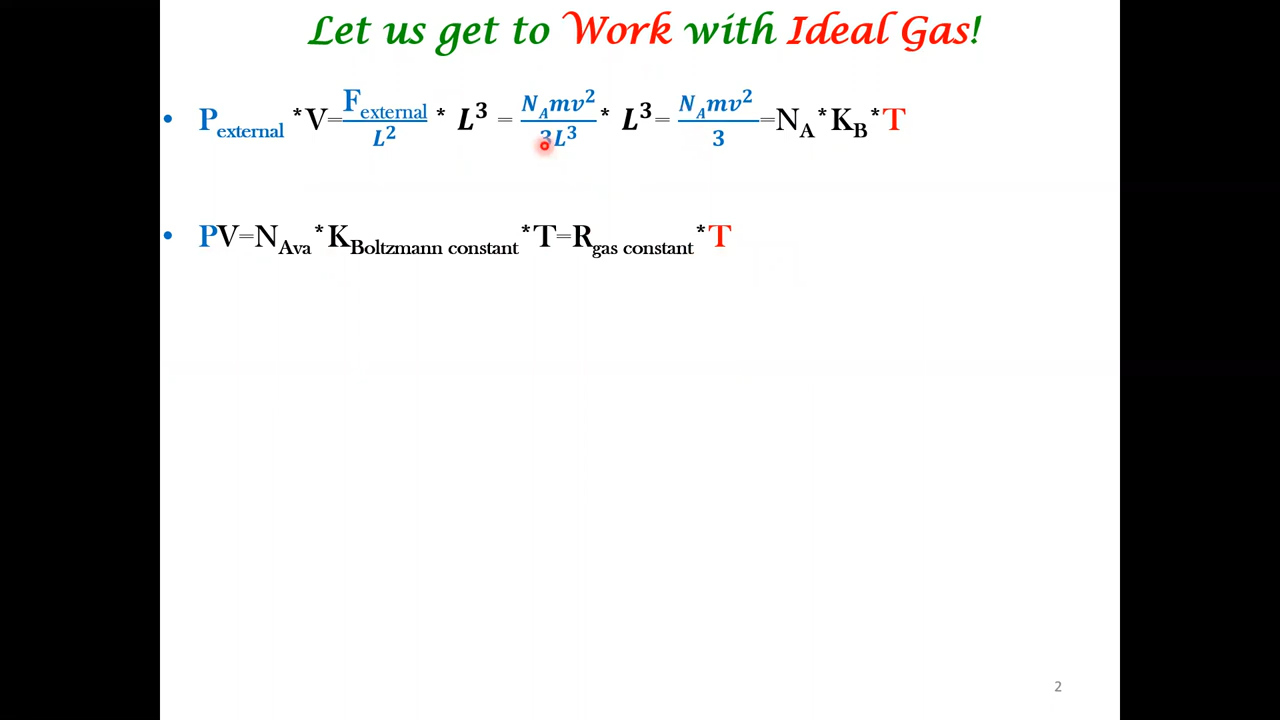 Let us get to Work with Ideal Gas!
• P_external *V= F_external/L² * L³ = N_A mv²/3L³ * L³ = N_A mv²/3 =N_A*K_B*T
• PV=N_Ava*K_Boltzmann constant*T=R_gas constant*T
2